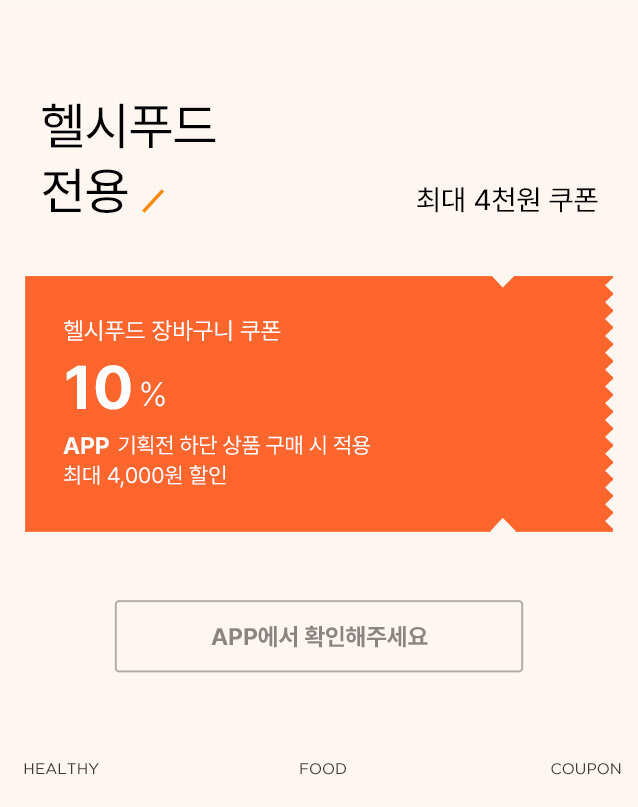 헬시푸드
전용
최대 4천원 쿠폰
헬시푸드 장바구니 쿠폰
10 %
APP 기획전 하단 상품 구매 시 적용
최대 4,000원 할인
APP에서 확인해주세요
HEALTHY FOOD COUPON